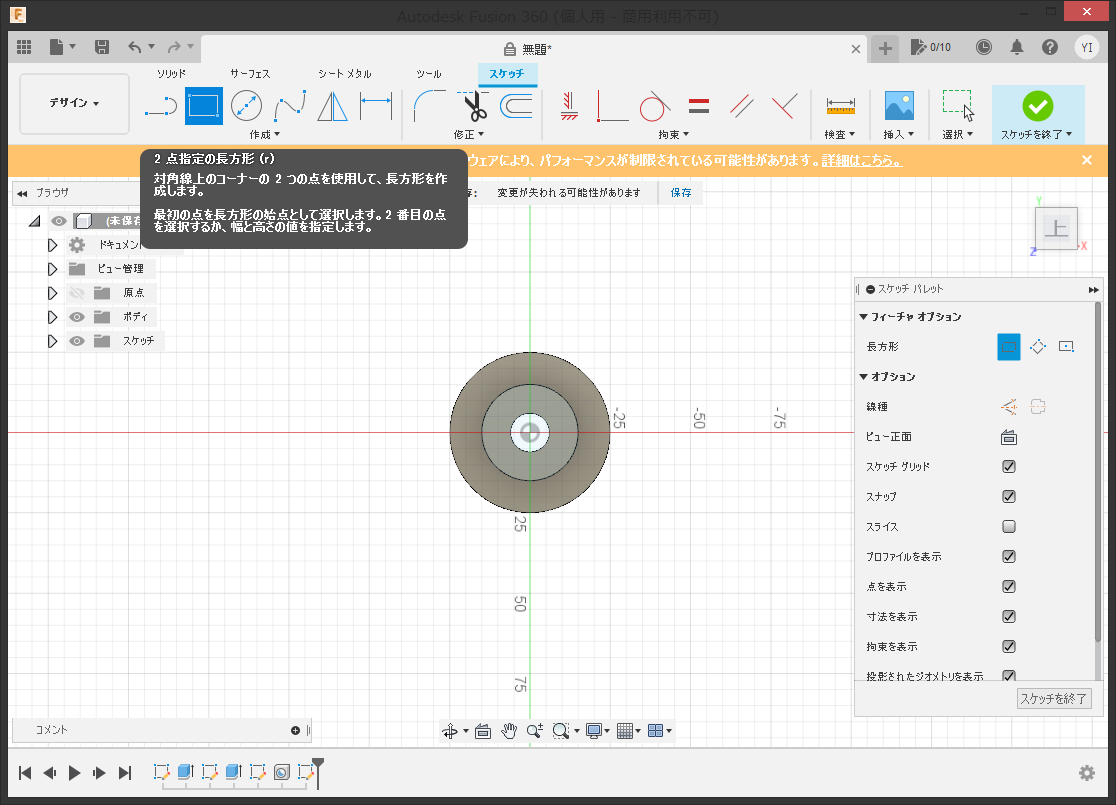 Autodesk Fusion 360 (個人用 - 商用利用不可)
無題*
0/10
YI
ソリッド サーフェス シート メタル ツール スケッチ
デザイン
作成 修正 拘束 検査 挿入 選択 スケッチを終了
ウェアにより、パフォーマンスが制限されている可能性があります。詳細はこちら。
2 点指定の長方形 (r)
対角線上のコーナーの 2 つの点を使用して、長方形を作
成します。
最初の点を長方形の始点として選択します。2 番目の点
を選択するか、幅と高さの値を指定します。
ブラウザ
変更が失われる可能性があります
保存
(未保存
ドキュメント
ビュー管理
原点
ボディ
スケッチ
上
Y
X
Z
-25
-50
-75
25
50
75
スケッチ パレット
フィーチャ オプション
長方形
オプション
線種
ビュー正面
スケッチ グリッド
スナップ
スライス
プロファイルを表示
点を表示
寸法を表示
拘束を表示
投影されたジオメトリを表示
スケッチを終了
コメント